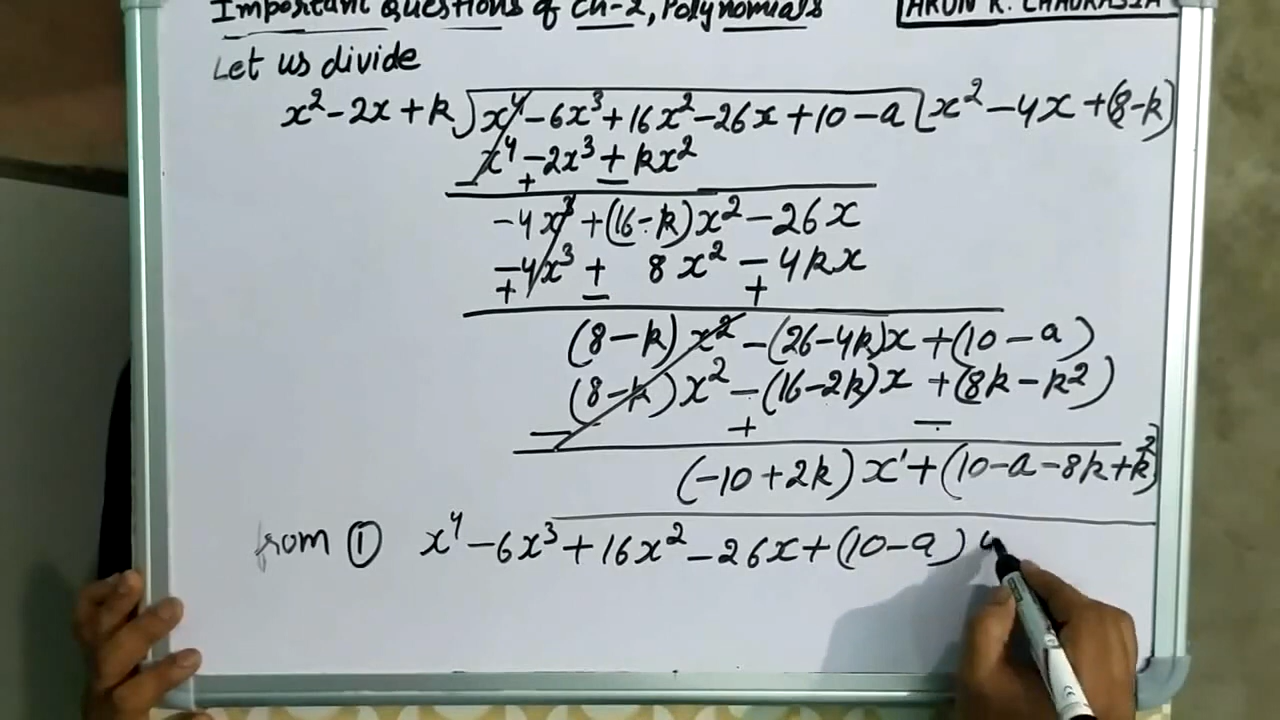 Important Questions of Ch-2, Polynomials
ARUN K. CHAURASIA
Let us divide
x² - 2x + k ) x⁴ - 6x³ + 16x² - 26x + 10 - a [ x² - 4x + (8 - k)
x⁴ - 2x³ + kx²
- + -
-4x³ + (16 - k)x² - 26x
-4x³ + 8x² - 4kx
+ - +
(8 - k) x² - (26 - 4k)x + (10 - a)
(8 - k) x² - (16 - 2k)x + (8k - k²)
- + -
(-10 + 2k) x + (10 - a - 8k + k²)
from ① x⁴ - 6x³ + 16x² - 26x + (10 - a)